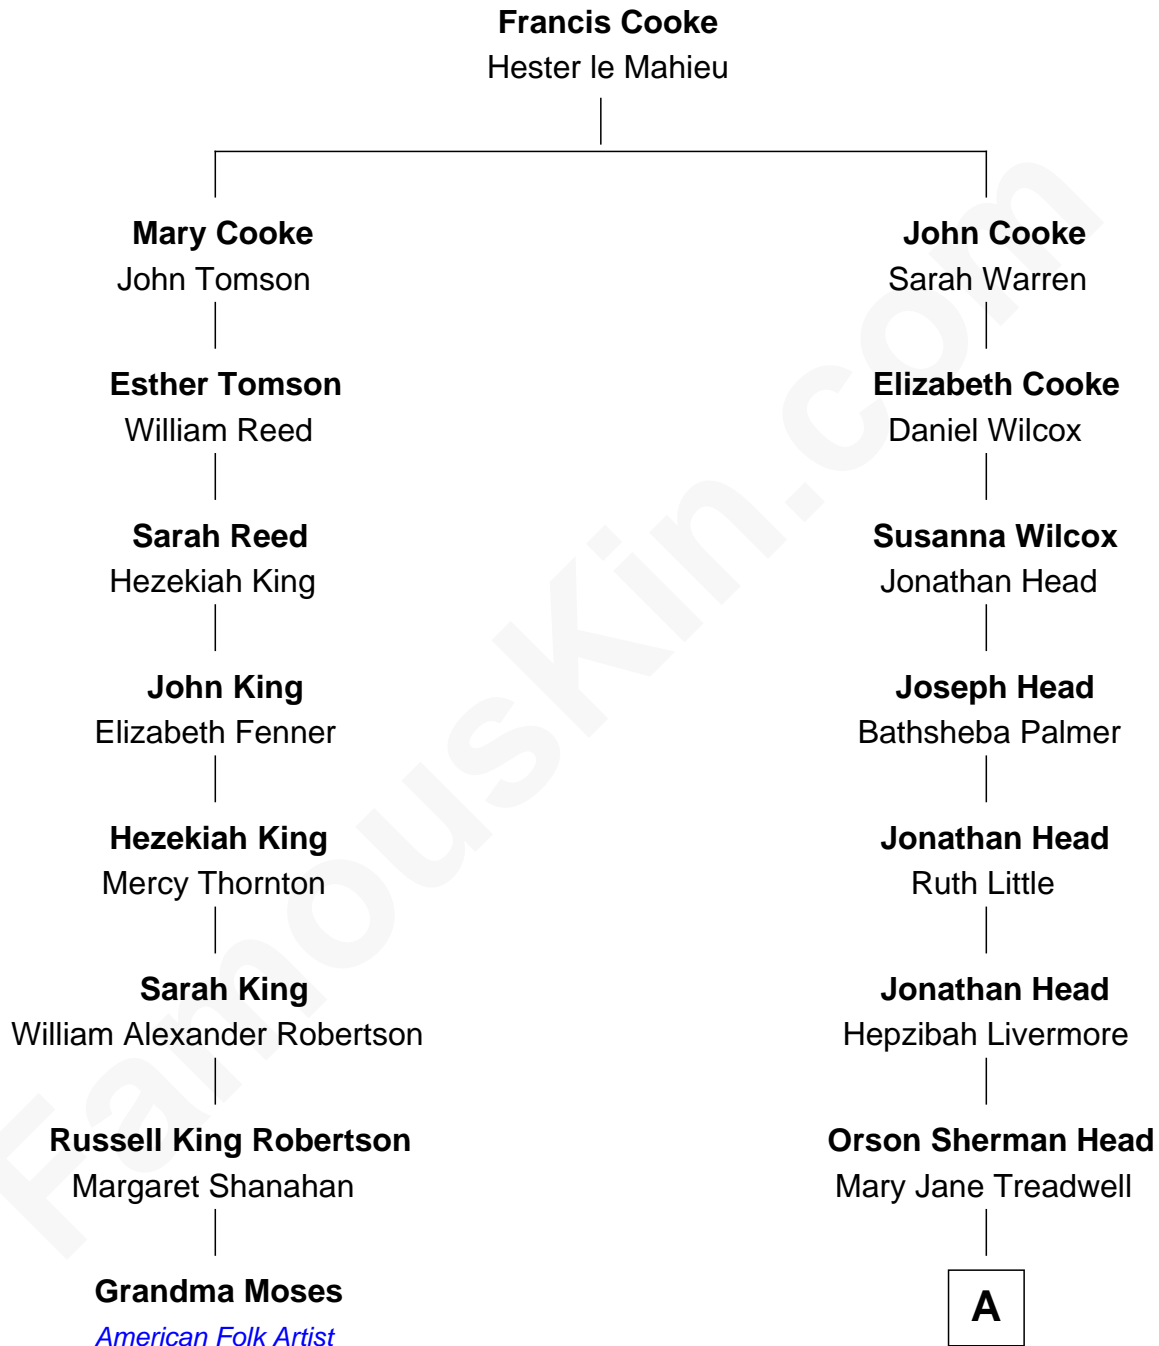 Francis Cooke
Hester le Mahieu
Mary Cooke
John Tomson
John Cooke
Sarah Warren
Esther Tomson
William Reed
Elizabeth Cooke
Daniel Wilcox
Sarah Reed
Hezekiah King
Susanna Wilcox
Jonathan Head
John King
Elizabeth Fenner
Joseph Head
Bathsheba Palmer
Hezekiah King
Mercy Thornton
Jonathan Head
Ruth Little
Sarah King
William Alexander Robertson
Jonathan Head
Hepzibah Livermore
Russell King Robertson
Margaret Shanahan
Orson Sherman Head
Mary Jane Treadwell
Grandma Moses
American Folk Artist
A
FamousKin.com